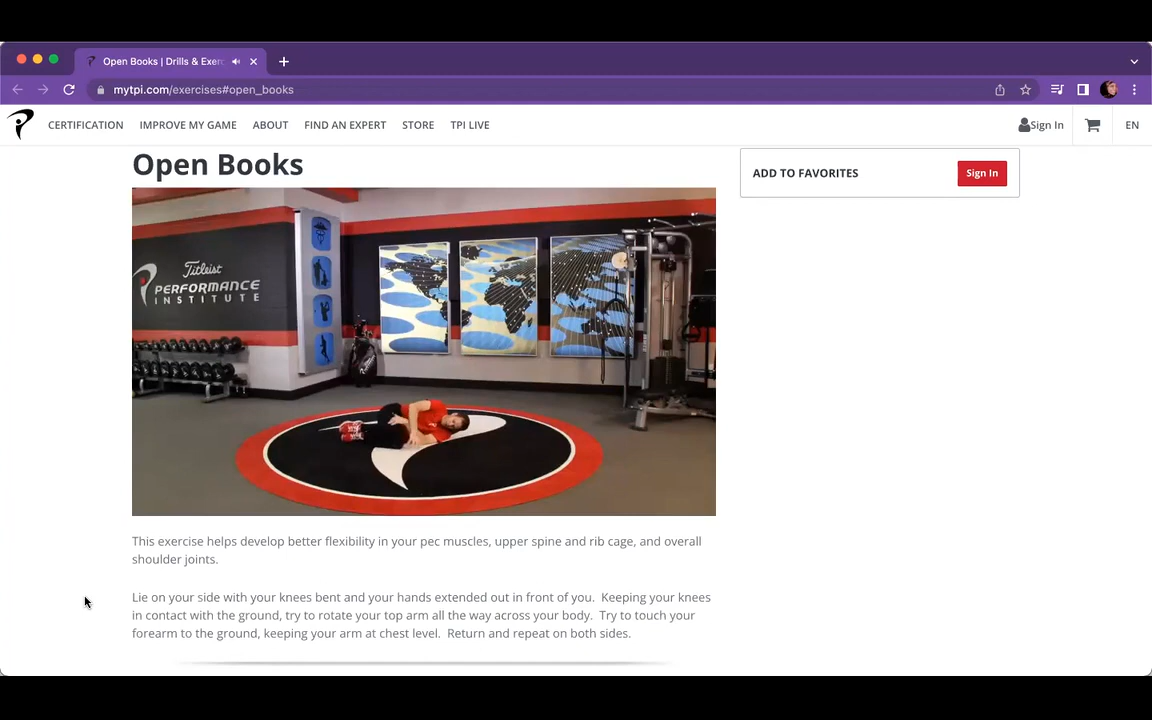 Open Books | Drills & Exerc
mytpi.com/exercises#open_books
CERTIFICATION IMPROVE MY GAME ABOUT FIND AN EXPERT STORE TPI LIVE Sign In EN
Open Books
ADD TO FAVORITES Sign In
Titleist
PERFORMANCE
INSTITUTE
This exercise helps develop better flexibility in your pec muscles, upper spine and rib cage, and overall
shoulder joints.
Lie on your side with your knees bent and your hands extended out in front of you. Keeping your knees
in contact with the ground, try to rotate your top arm all the way across your body. Try to touch your
forearm to the ground, keeping your arm at chest level. Return and repeat on both sides.